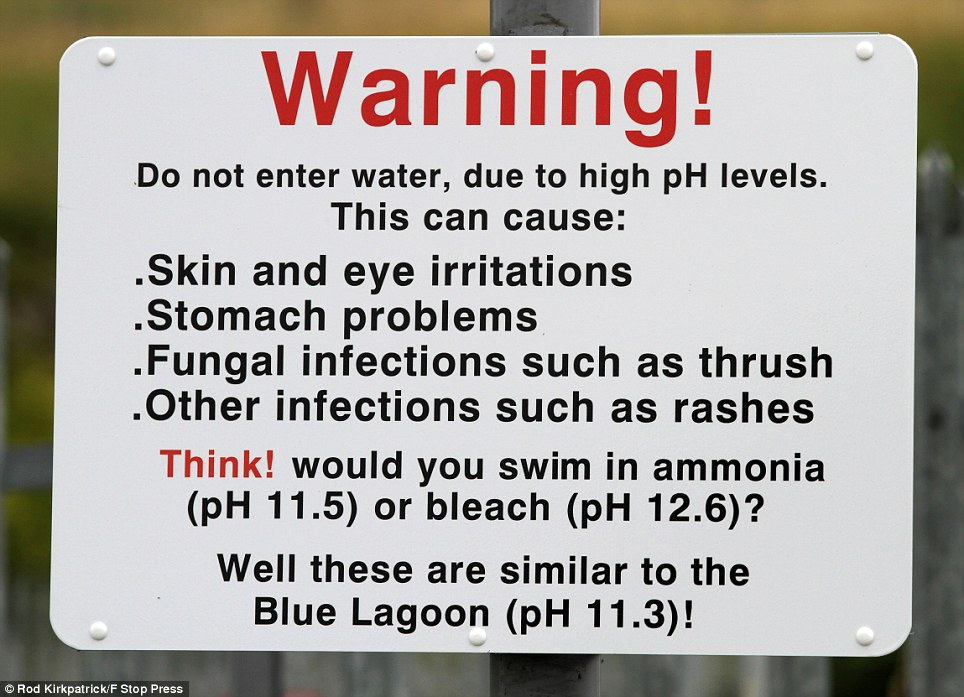 Warning!
Do not enter water, due to high pH levels.
This can cause:
.Skin and eye irritations
.Stomach problems
.Fungal infections such as thrush
.Other infections such as rashes
Think! would you swim in ammonia
(pH 11.5) or bleach (pH 12.6)?
Well these are similar to the
Blue Lagoon (pH 11.3)!
© Rod Kirkpatrick/F Stop Press